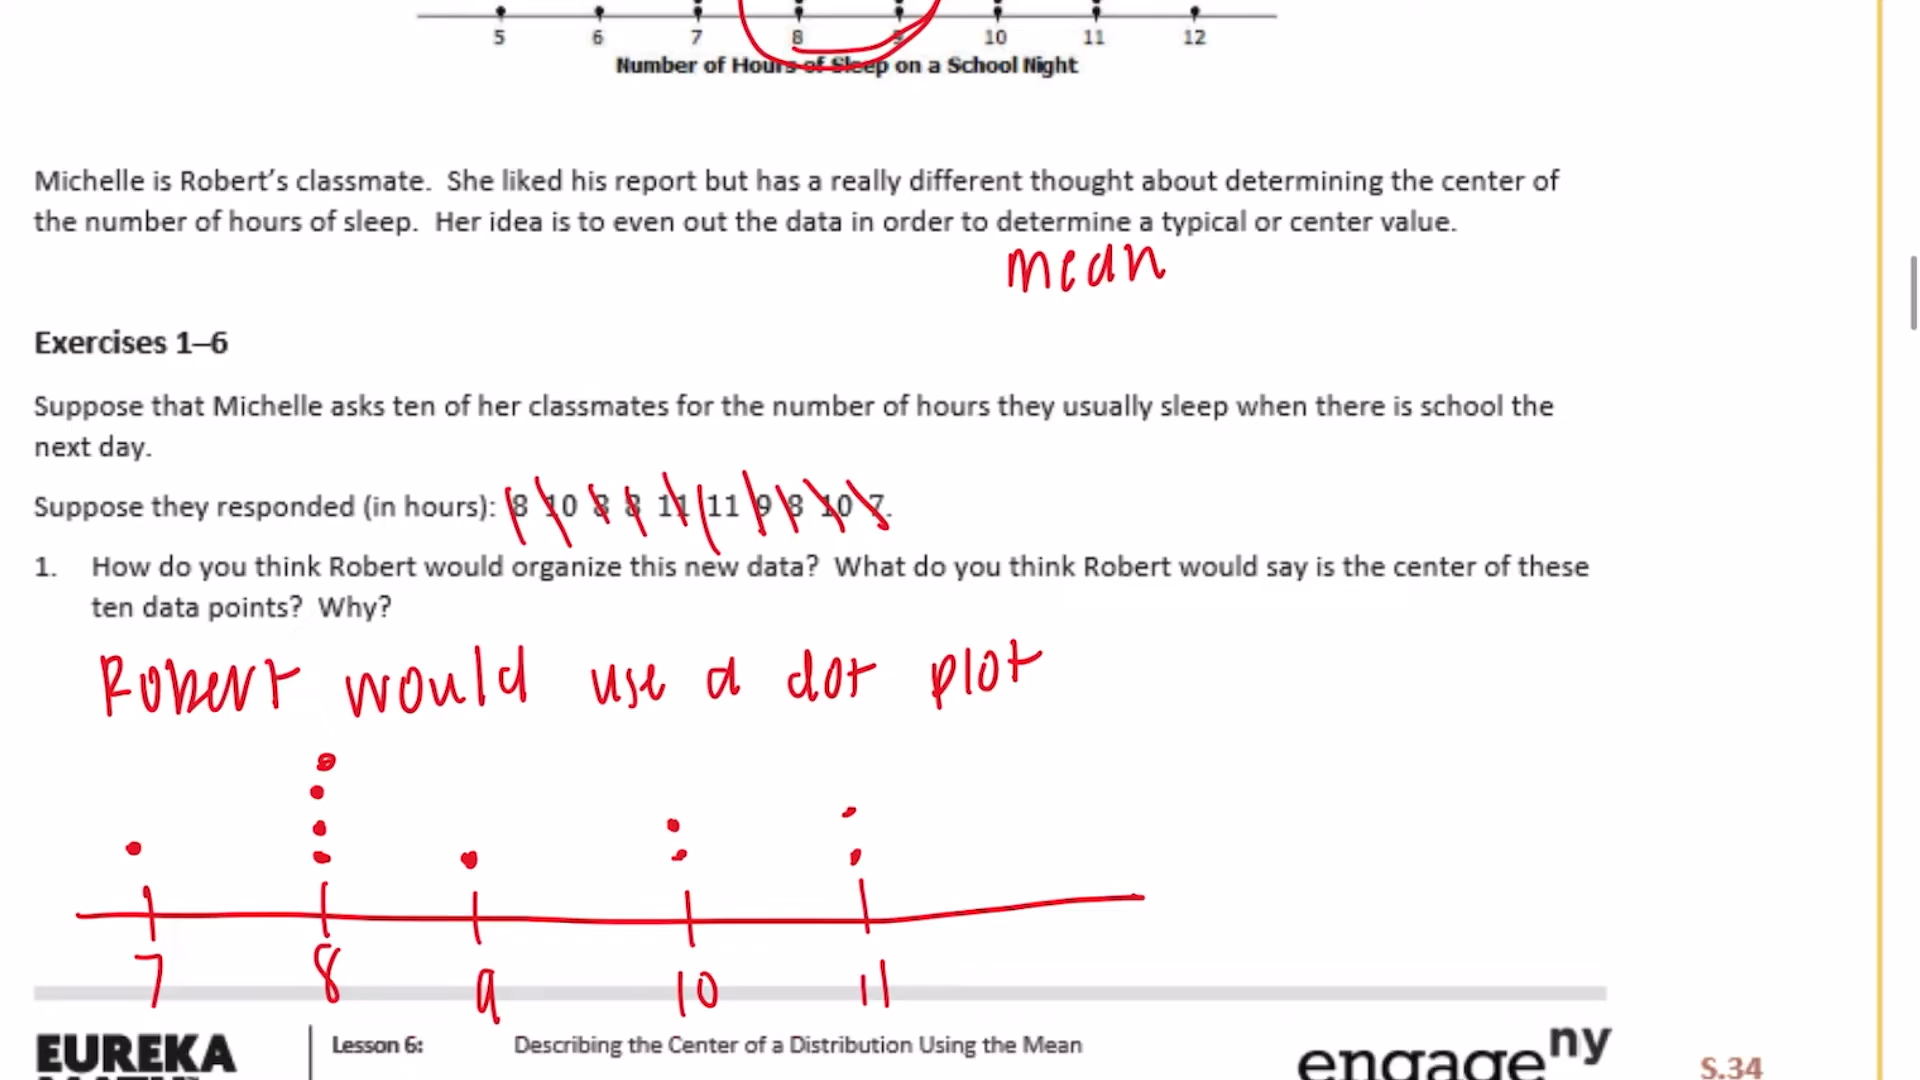 5 6 7 8 9 10 11 12
Number of Hours of Sleep on a School Night
Michelle is Robert's classmate.  She liked his report but has a really different thought about determining the center of
the number of hours of sleep.  Her idea is to even out the data in order to determine a typical or center value.
mean
Exercises 1–6
Suppose that Michelle asks ten of her classmates for the number of hours they usually sleep when there is school the
next day.
Suppose they responded (in hours): 8 10 8 8 11 11 9 8 10 7.
1. How do you think Robert would organize this new data?  What do you think Robert would say is the center of these
ten data points?  Why?
Robert would use a dot plot
7 8 9 10 11
EUREKA
Lesson 6: Describing the Center of a Distribution Using the Mean
engage ny
S.34